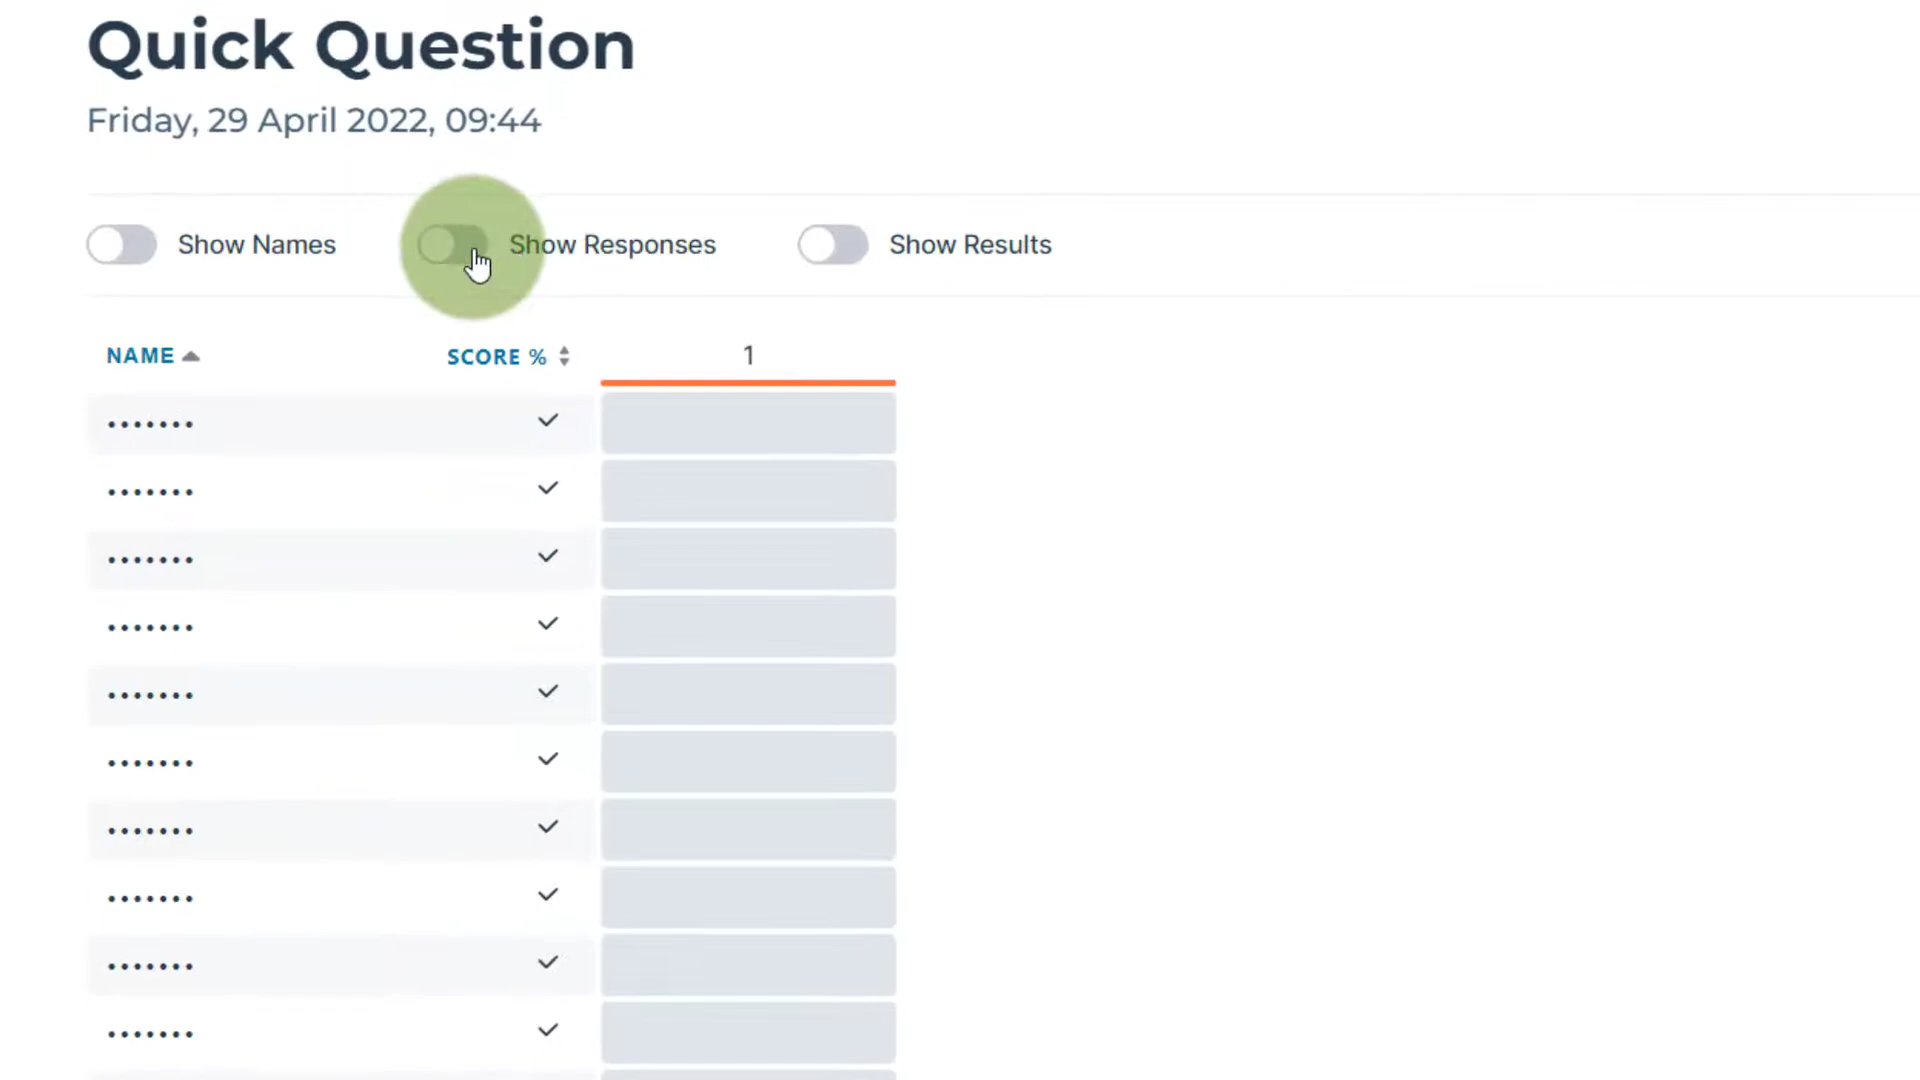 Quick Question
Friday, 29 April 2022, 09:44
Show Names Show Responses Show Results
NAME SCORE % 1
•••••••
•••••••
•••••••
•••••••
•••••••
•••••••
•••••••
•••••••
•••••••
•••••••